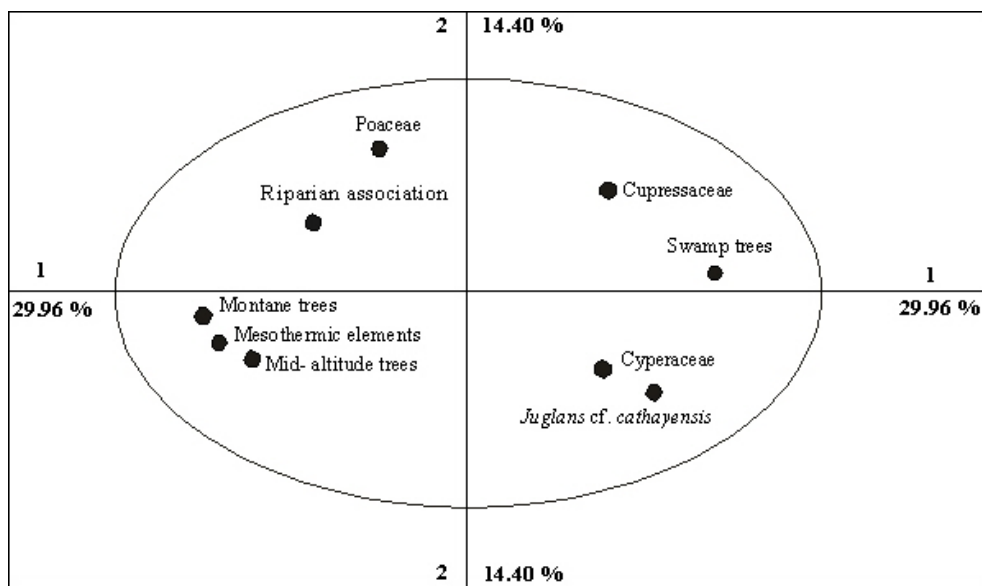 2 14.40 %
Poaceae
Riparian association
Cupressaceae
Swamp trees
1 1
29.96 % 29.96 %
Montane trees
Mesothermic elements
Mid- altitude trees
Cyperaceae
Juglans cf. cathayensis
2 14.40 %